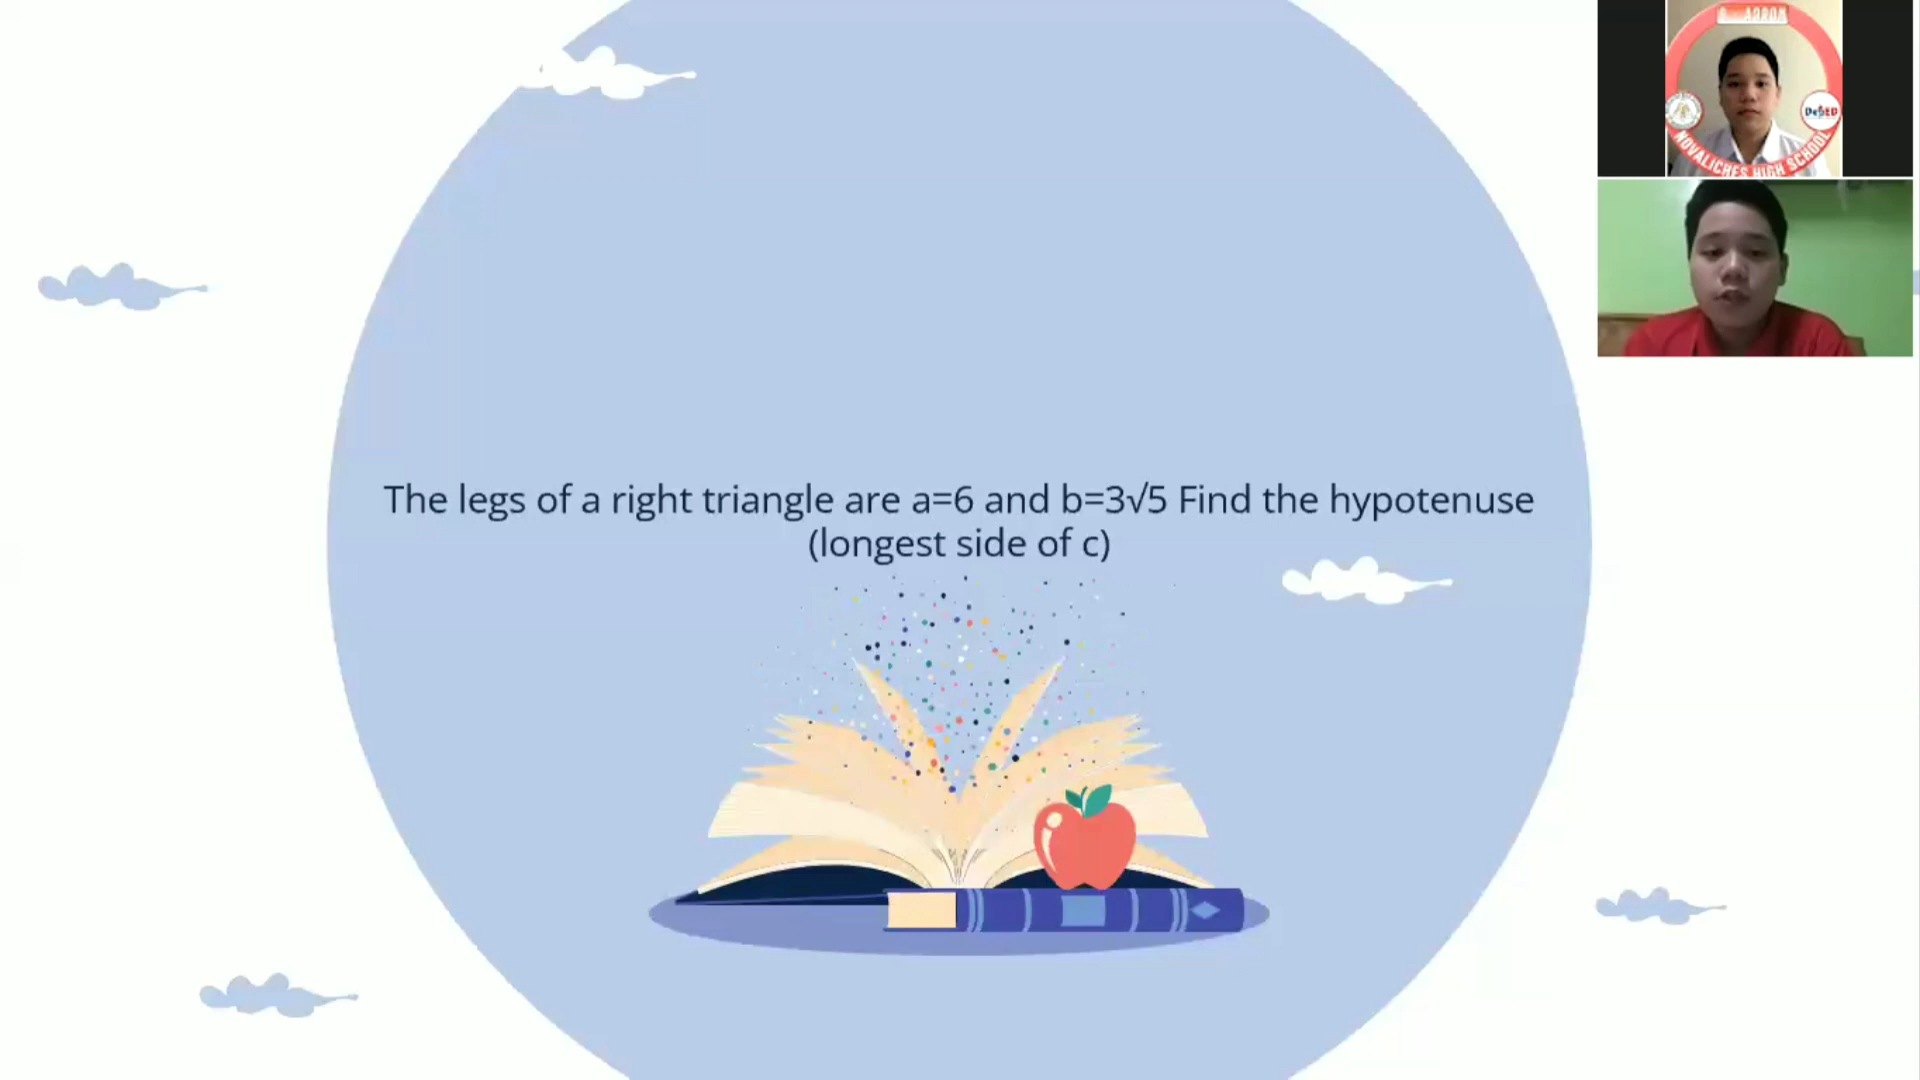 The legs of a right triangle are a=6 and b=3√5 Find the hypotenuse
(longest side of c)
DepED
NOVALICHES HIGH SCHOOL